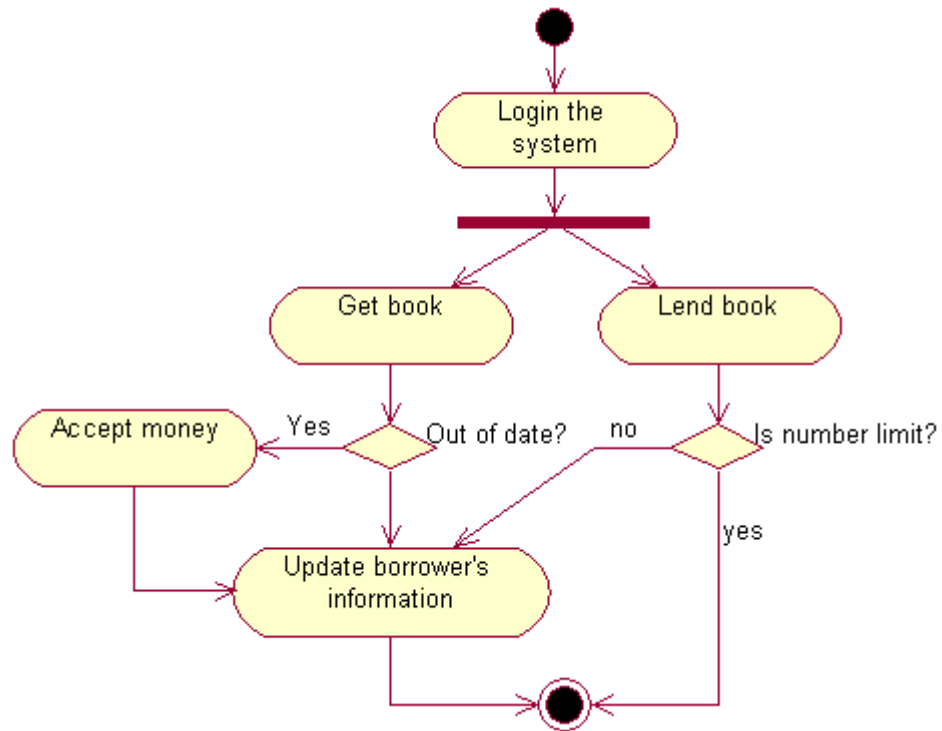 Login the
system
Get book
Lend book
Accept money
Yes
Out of date?
no
Is number limit?
yes
Update borrower's
information